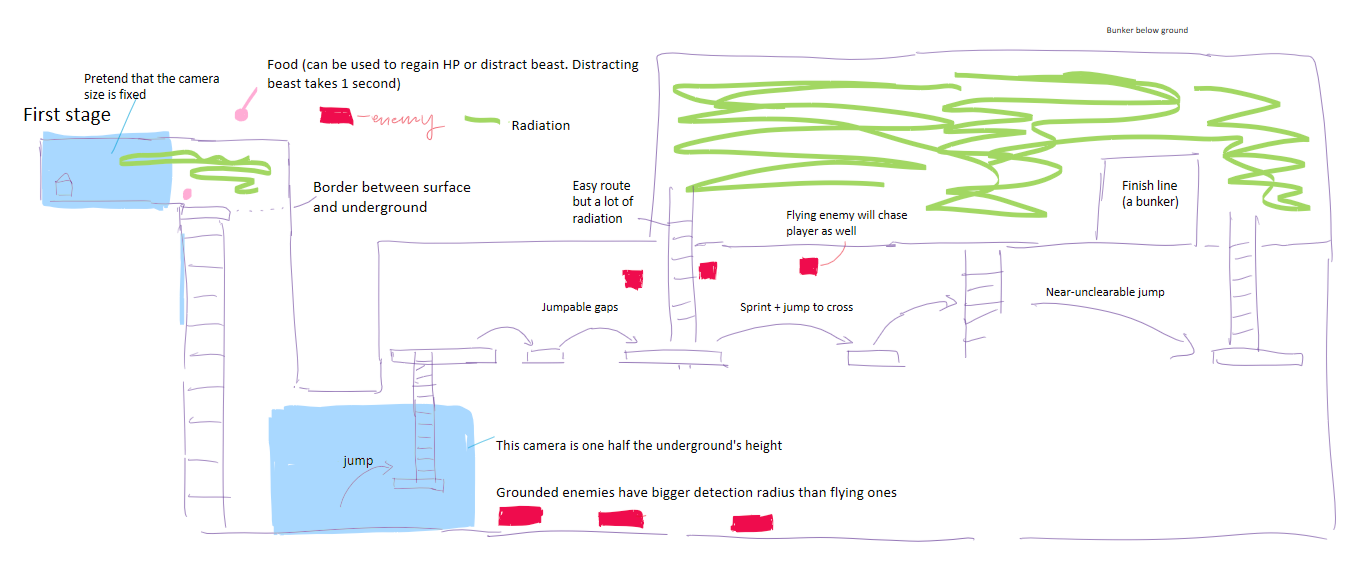 Bunker below ground
Food (can be used to regain HP or distract beast. Distracting
beast takes 1 second)
Pretend that the camera
size is fixed
First stage
enemy
Radiation
Border between surface
and underground
Easy route
but a lot of
radiation
Finish line
(a bunker)
Flying enemy will chase
player as well
Jumpable gaps
Sprint + jump to cross
Near-unclearable jump
This camera is one half the underground's height
jump
Grounded enemies have bigger detection radius than flying ones